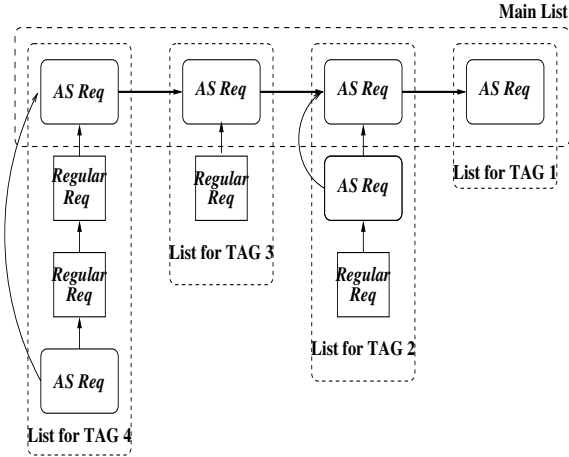 Main List
AS Req
AS Req
AS Req
AS Req
Regular
Req
Regular
Req
AS Req
List for TAG 1
List for TAG 3
Regular
Req
Regular
Req
List for TAG 2
AS Req
List for TAG 4